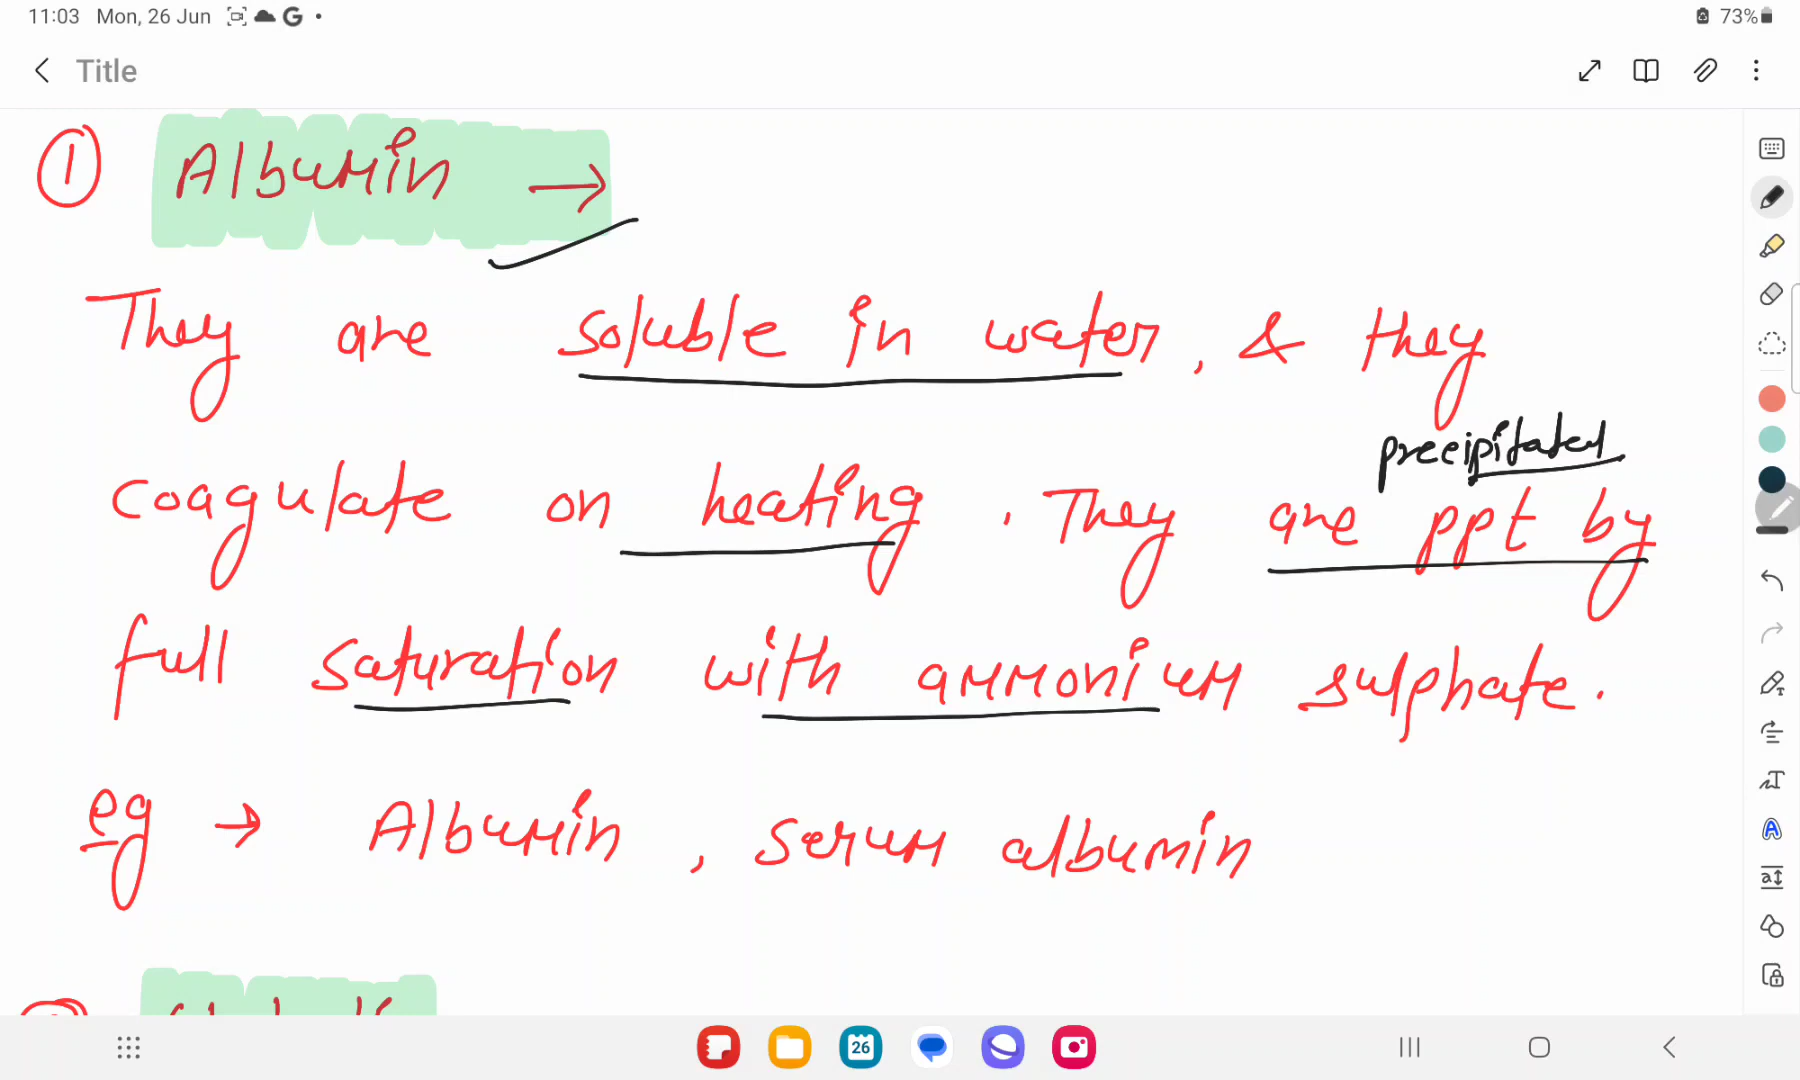 11:03 Mon, 26 Jun G 73%
Title
① Albumin →
They are soluble in water, & they
precipitated
coagulate on heating. They are ppt by
full saturation with ammonium sulphate.
eg → Albumin, Serum albumin
26